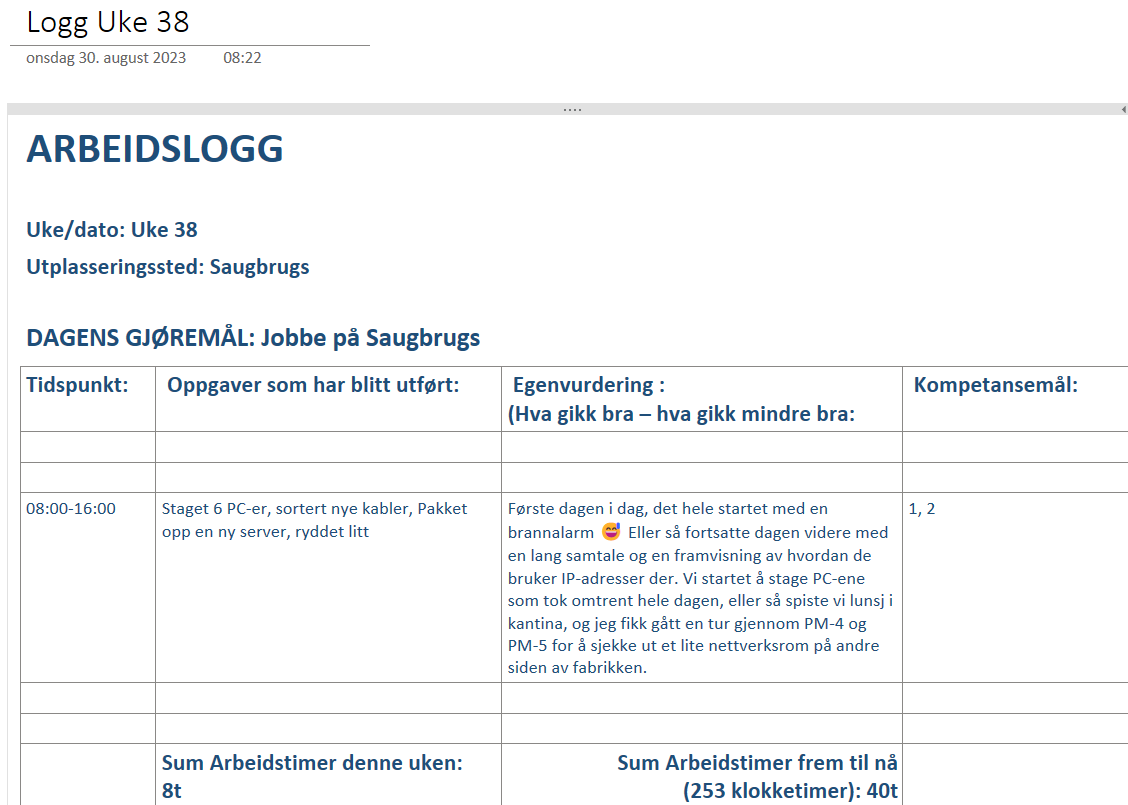 Logg Uke 38
onsdag 30. august 2023 08:22
ARBEIDSLOGG
Uke/dato: Uke 38
Utplasseringssted: Saugbrugs
DAGENS GJØREMÅL: Jobbe på Saugbrugs
Tidspunkt: Oppgaver som har blitt utført: Egenvurdering : Kompetansemål:
(Hva gikk bra – hva gikk mindre bra:
08:00-16:00
Staget 6 PC-er, sortert nye kabler, Pakket
opp en ny server, ryddet litt
Første dagen i dag, det hele startet med en
brannalarm 😅 Eller så fortsatte dagen videre med
en lang samtale og en framvisning av hvordan de
bruker IP-adresser der. Vi startet å stage PC-ene
som tok omtrent hele dagen, eller så spiste vi lunsj i
kantina, og jeg fikk gått en tur gjennom PM-4 og
PM-5 for å sjekke ut et lite nettverksrom på andre
siden av fabrikken.
1, 2
Sum Arbeidstimer denne uken:
8t
Sum Arbeidstimer frem til nå
(253 klokketimer): 40t